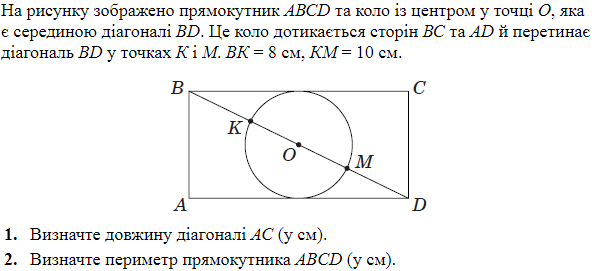 На рисунку зображено прямокутник ABCD та коло із центром у точці O, яка
є серединою діагоналі BD. Це коло дотикається сторін BC та AD й перетинає
діагональ BD у точках K і M. BK = 8 см, KM = 10 см.
B
C
K
O
M
A
D
1. Визначте довжину діагоналі AC (у см).
2. Визначте периметр прямокутника ABCD (у см).